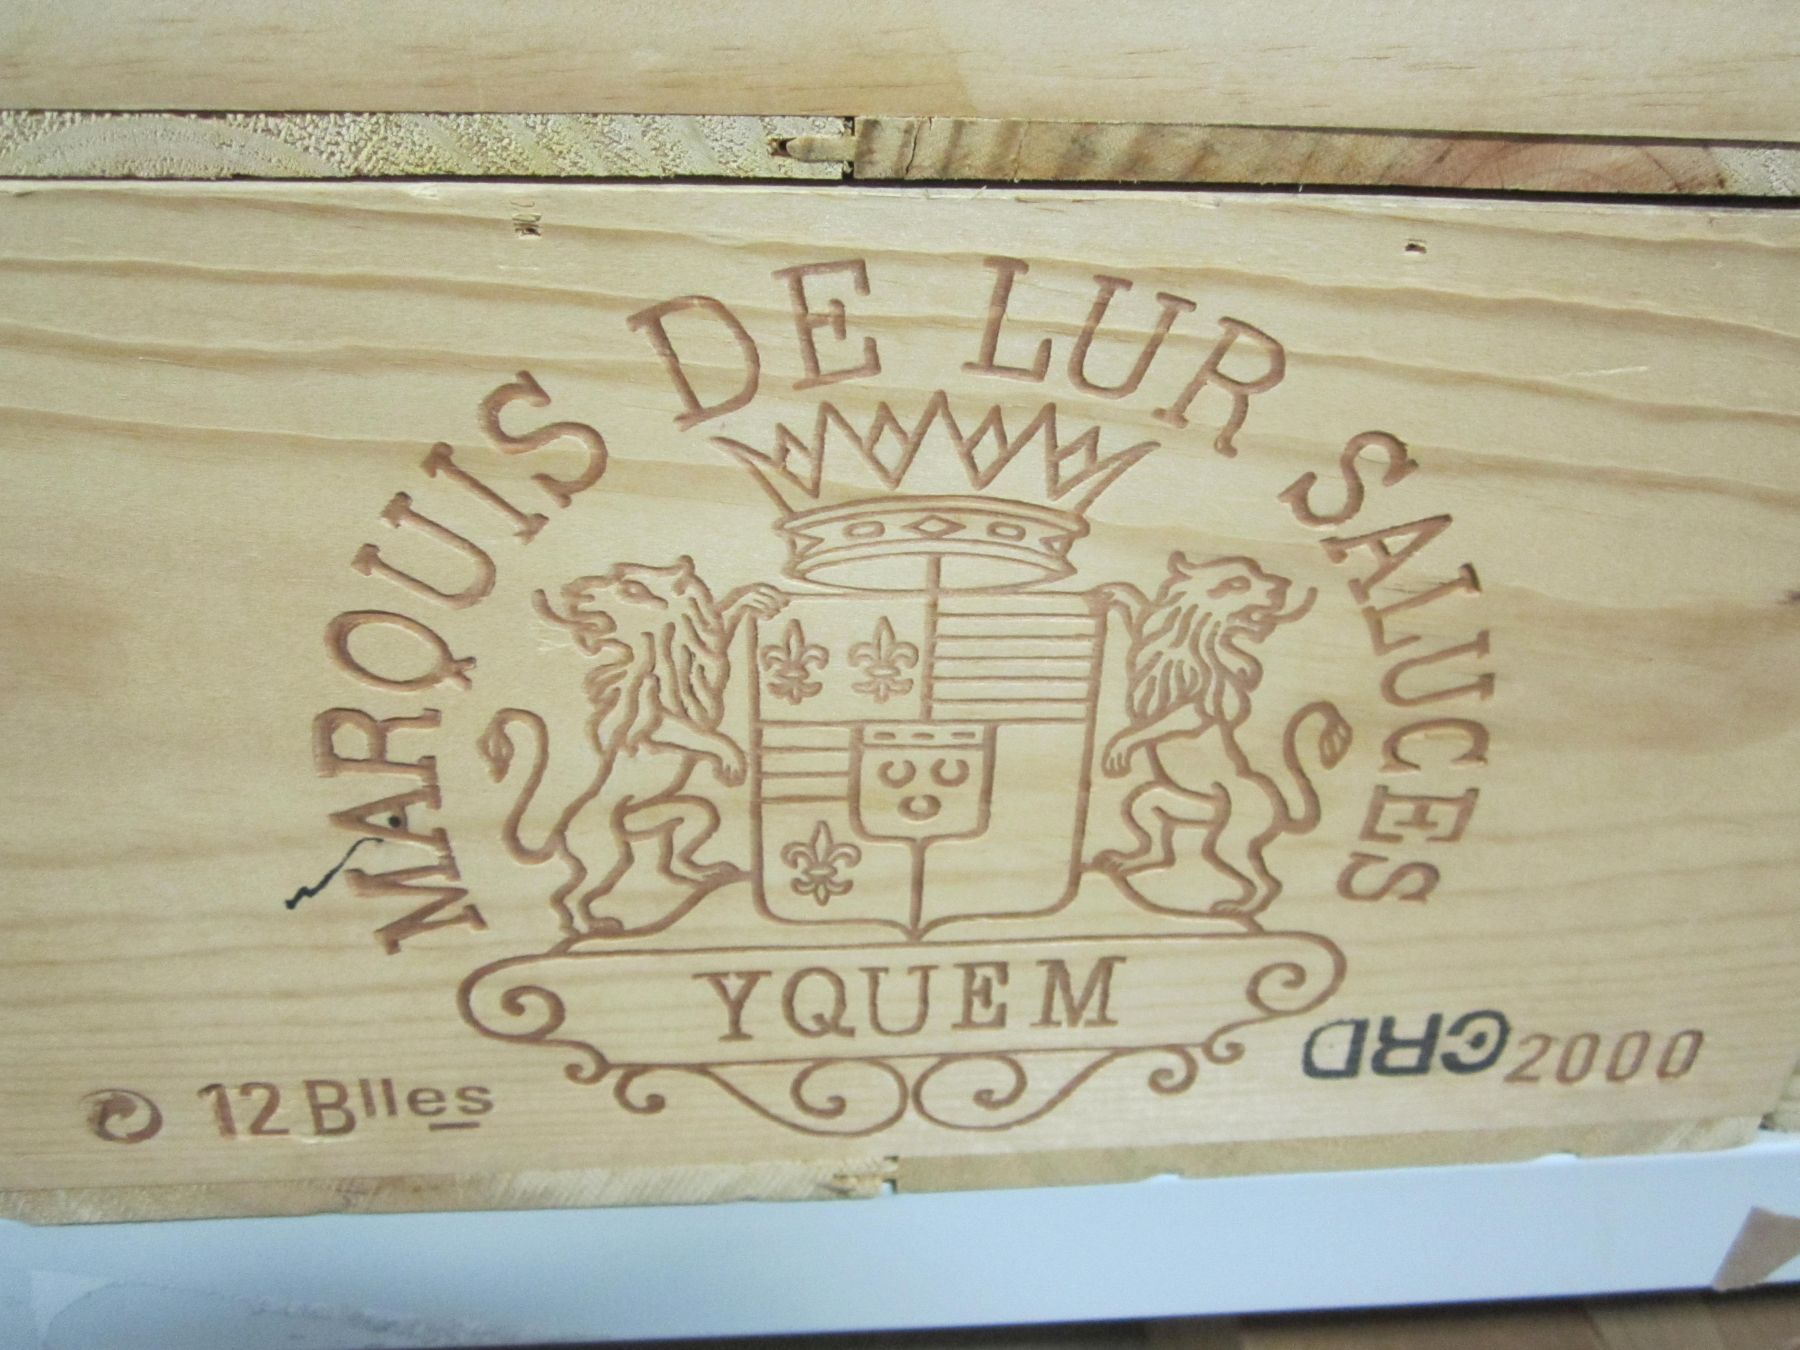 MARQUIS DE LUR SALUCES
YQUEM
12 Blles
CRD
2000